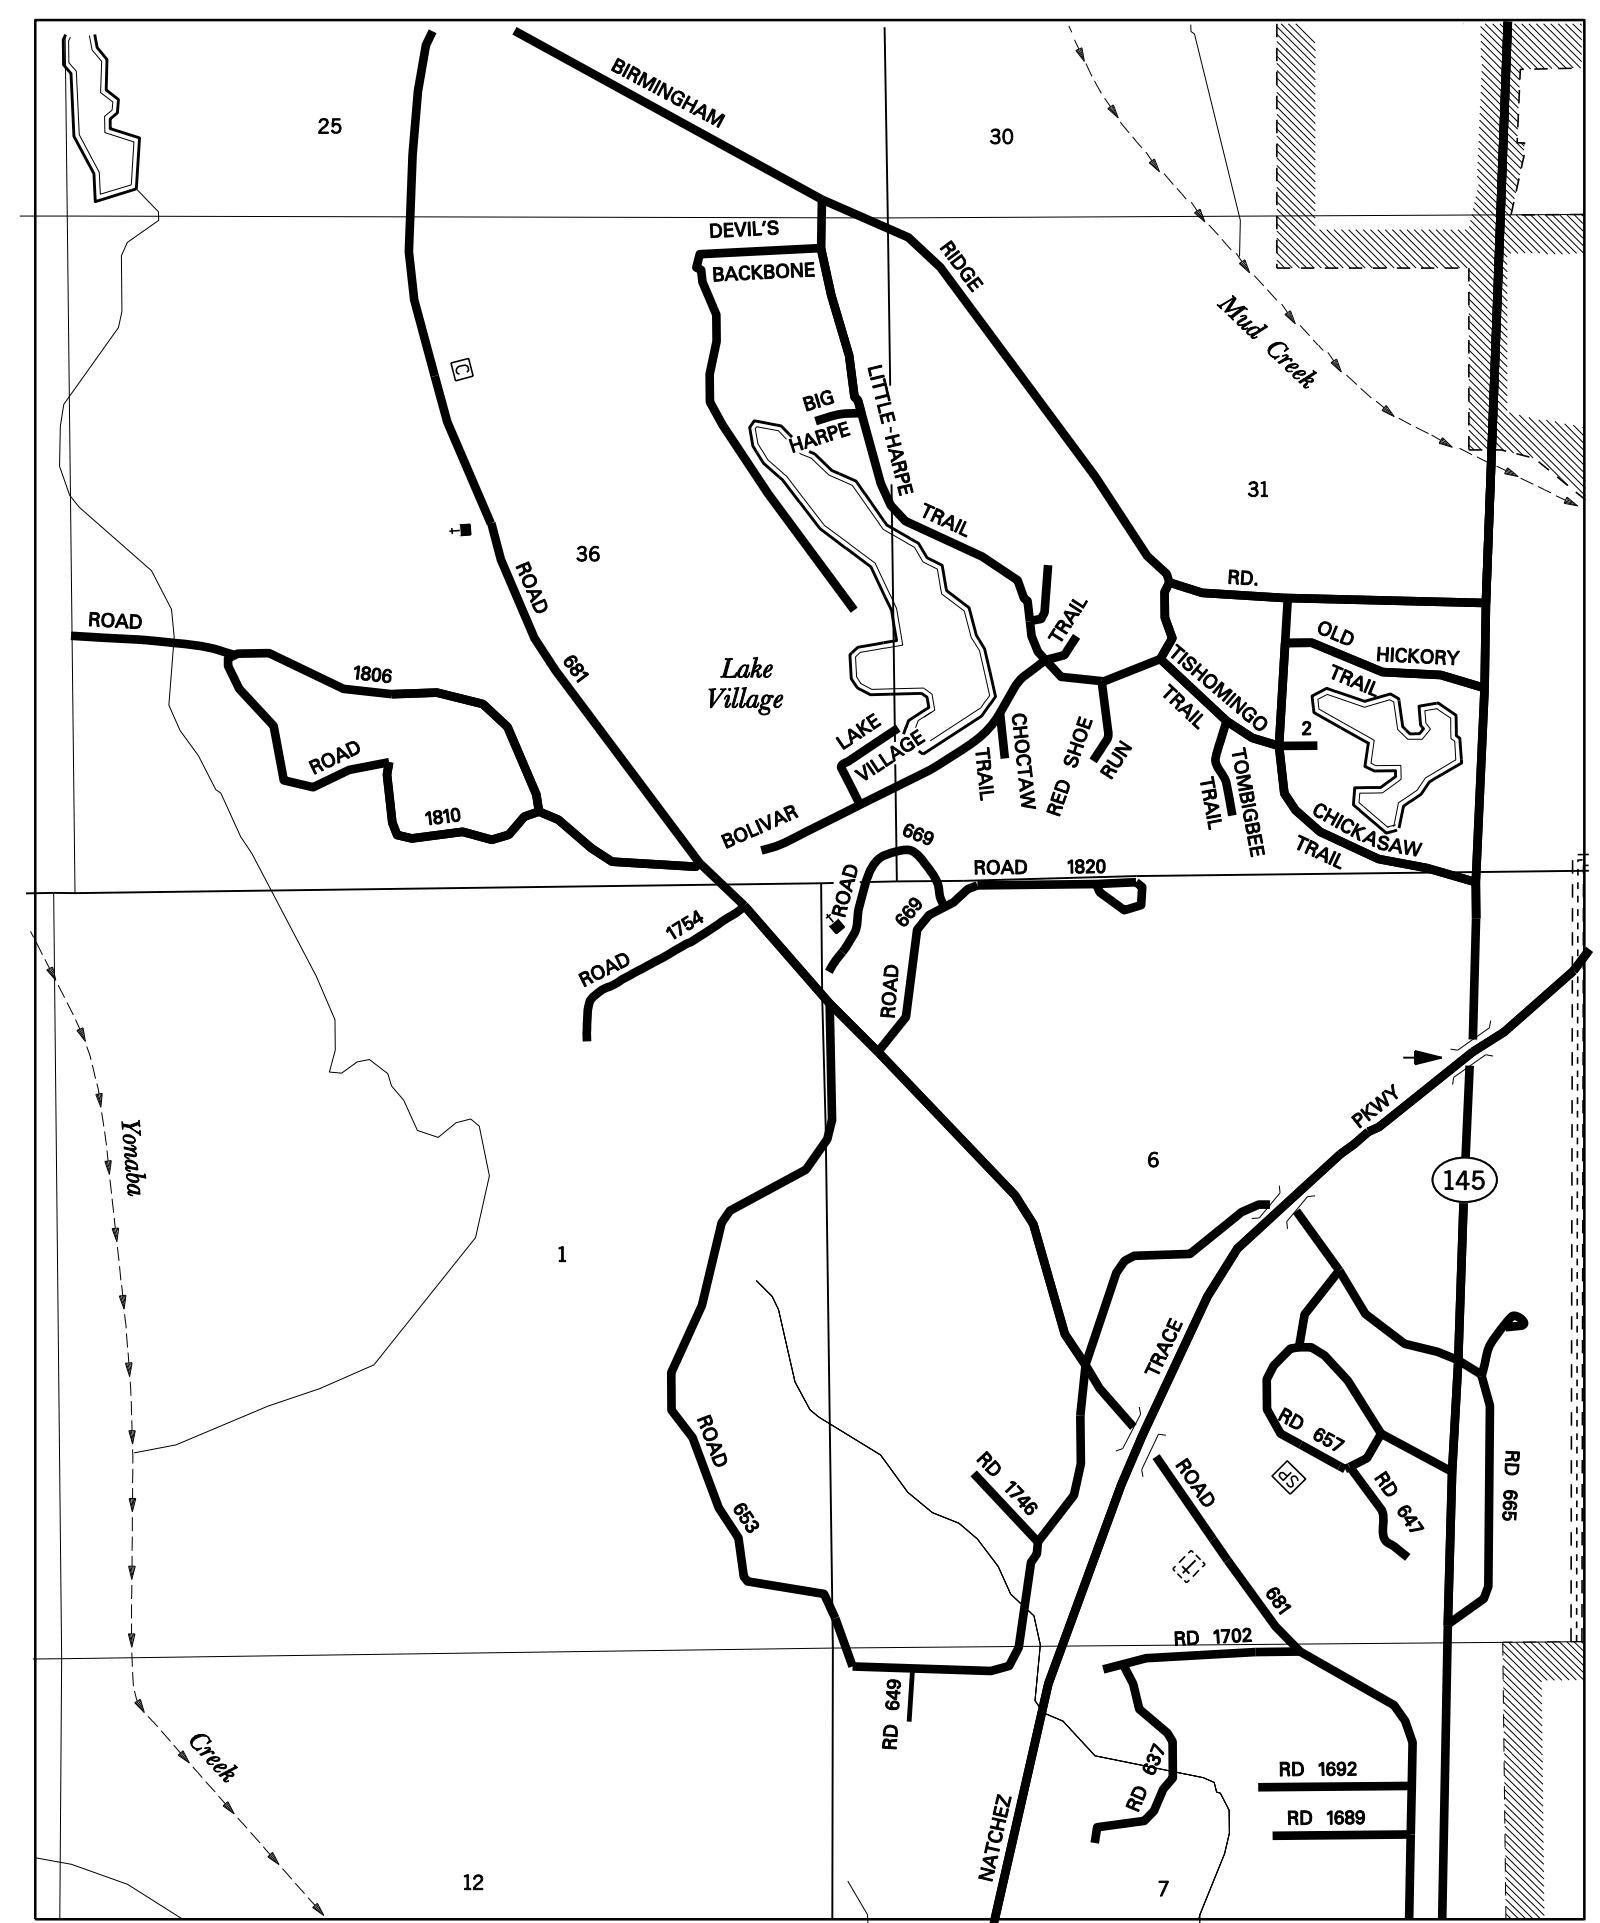 BIRMINGHAM
25
30
DEVIL'S
BACKBONE
RIDGE
Mud Creek
C
BIG
HARPE
LITTLE-HARPE
TRAIL
31
36
ROAD
681
ROAD
1806
ROAD
1810
RD.
TRAIL
OLD
HICKORY
TRAIL
Lake
Village
TISHOMINGO
TRAIL
2
LAKE
VILLAGE
CHOCTAW
TRAIL
RED SHOE
RUN
TOMBIGBEE
TRAIL
BOLIVAR
CHICKASAW
TRAIL
669
ROAD
ROAD 1820
669
ROAD
1754
ROAD
PKWY
Yonaba
6
145
1
TRACE
ROAD
653
RD 1746
RD 657
SP
RD 647
RD 665
ROAD
681
RD 1702
RD 649
Creek
RD 637
RD 1692
RD 1689
NATCHEZ
12
7